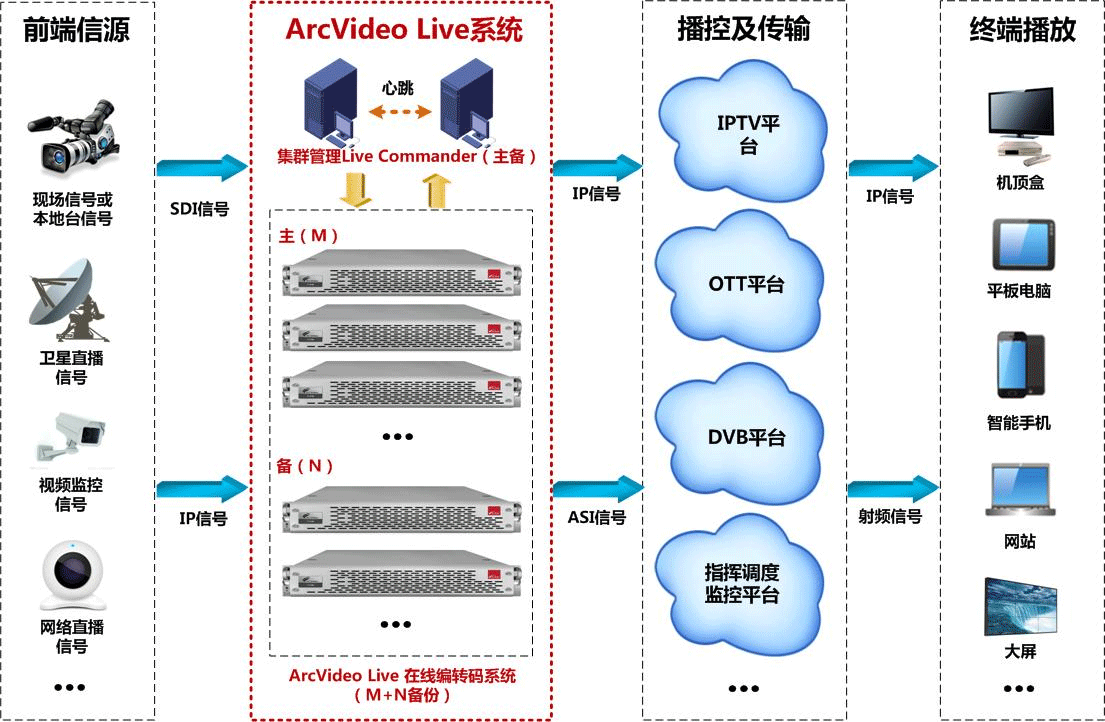 前端信源
现场信号或
本地台信号
卫星直播
信号
视频监控
信号
网络直播
信号
•••
SDI信号
IP信号
ArcVideo Live系统
心跳
集群管理Live Commander（主备）
主（M）
•••
备（N）
•••
ArcVideo Live 在线编转码系统
（M+N备份）
IP信号
ASI信号
播控及传输
IPTV平
台
OTT平台
DVB平台
指挥调度
监控平台
•••
IP信号
射频信号
终端播放
机顶盒
平板电脑
智能手机
网站
大屏
•••